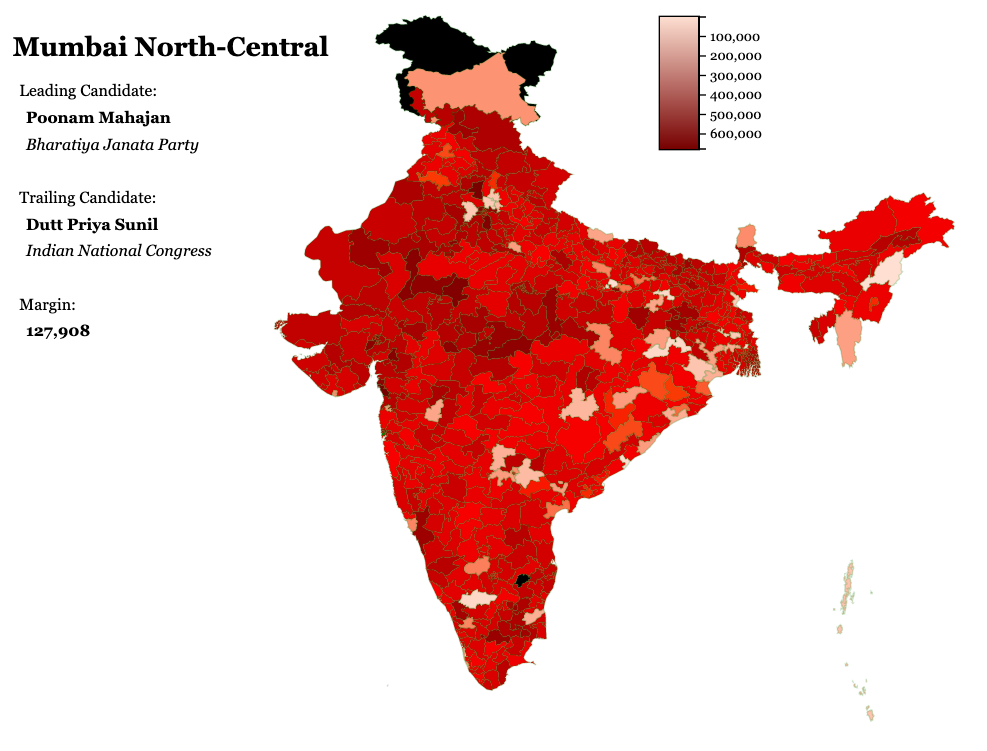 Mumbai North-Central
Leading Candidate:
Poonam Mahajan
Bharatiya Janata Party
Trailing Candidate:
Dutt Priya Sunil
Indian National Congress
Margin:
127,908
100,000
200,000
300,000
400,000
500,000
600,000